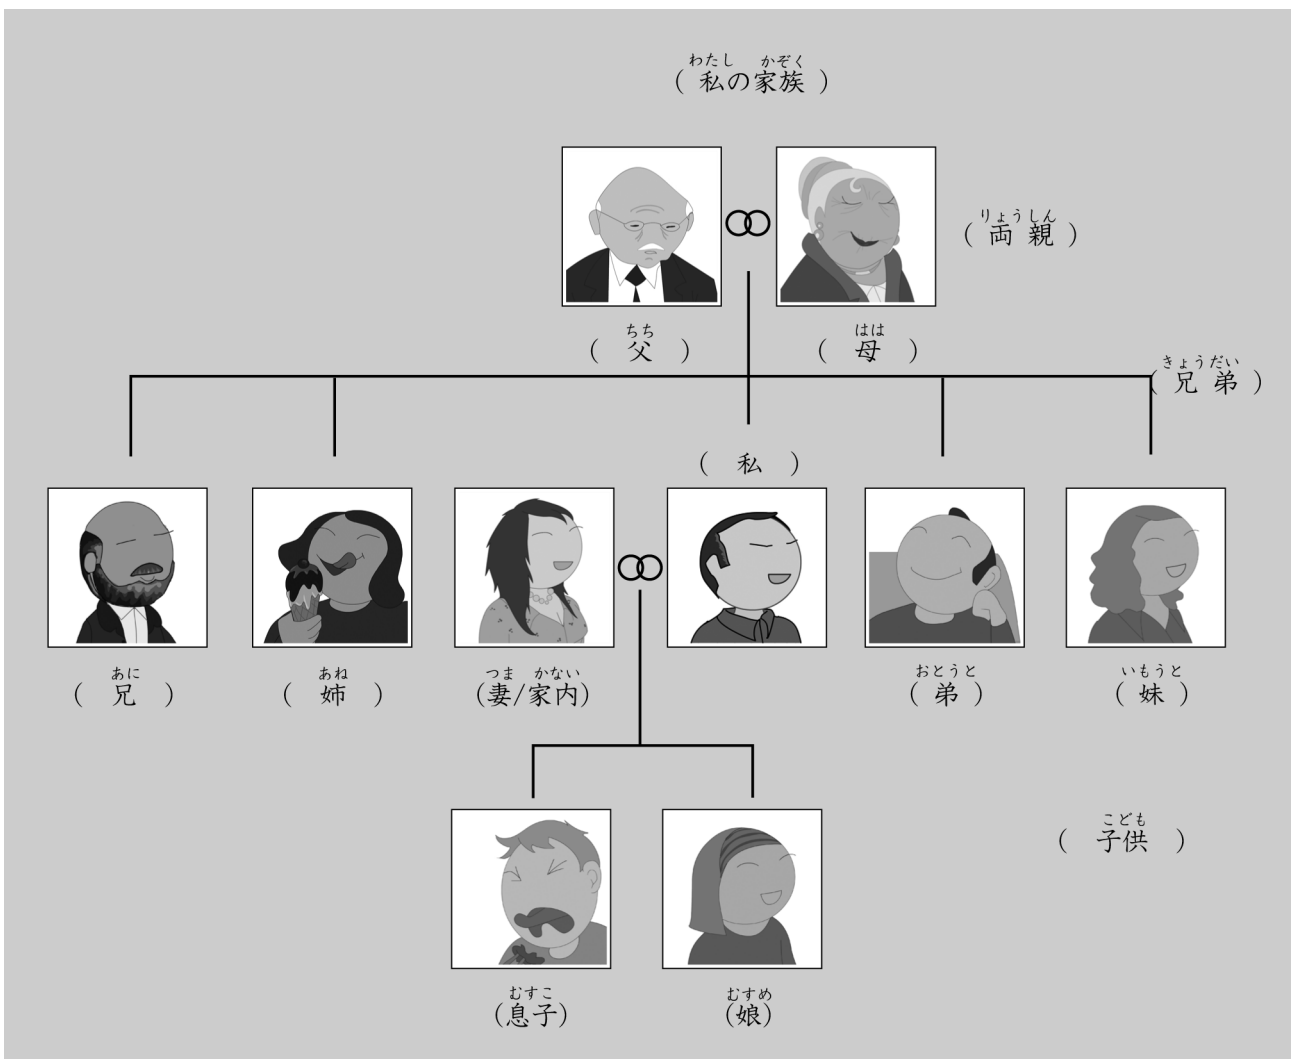 わたし かぞく
( 私の家族 )
りょうしん
( 両 親 )
ちち
( 父 )
はは
( 母 )
きょうだい
( 兄 弟 )
( 私 )
あに
( 兄 )
あね
( 姉 )
つま かない
(妻/家内)
おとうと
( 弟 )
いもうと
( 妹 )
こども
( 子供 )
むすこ
(息子)
むすめ
(娘)